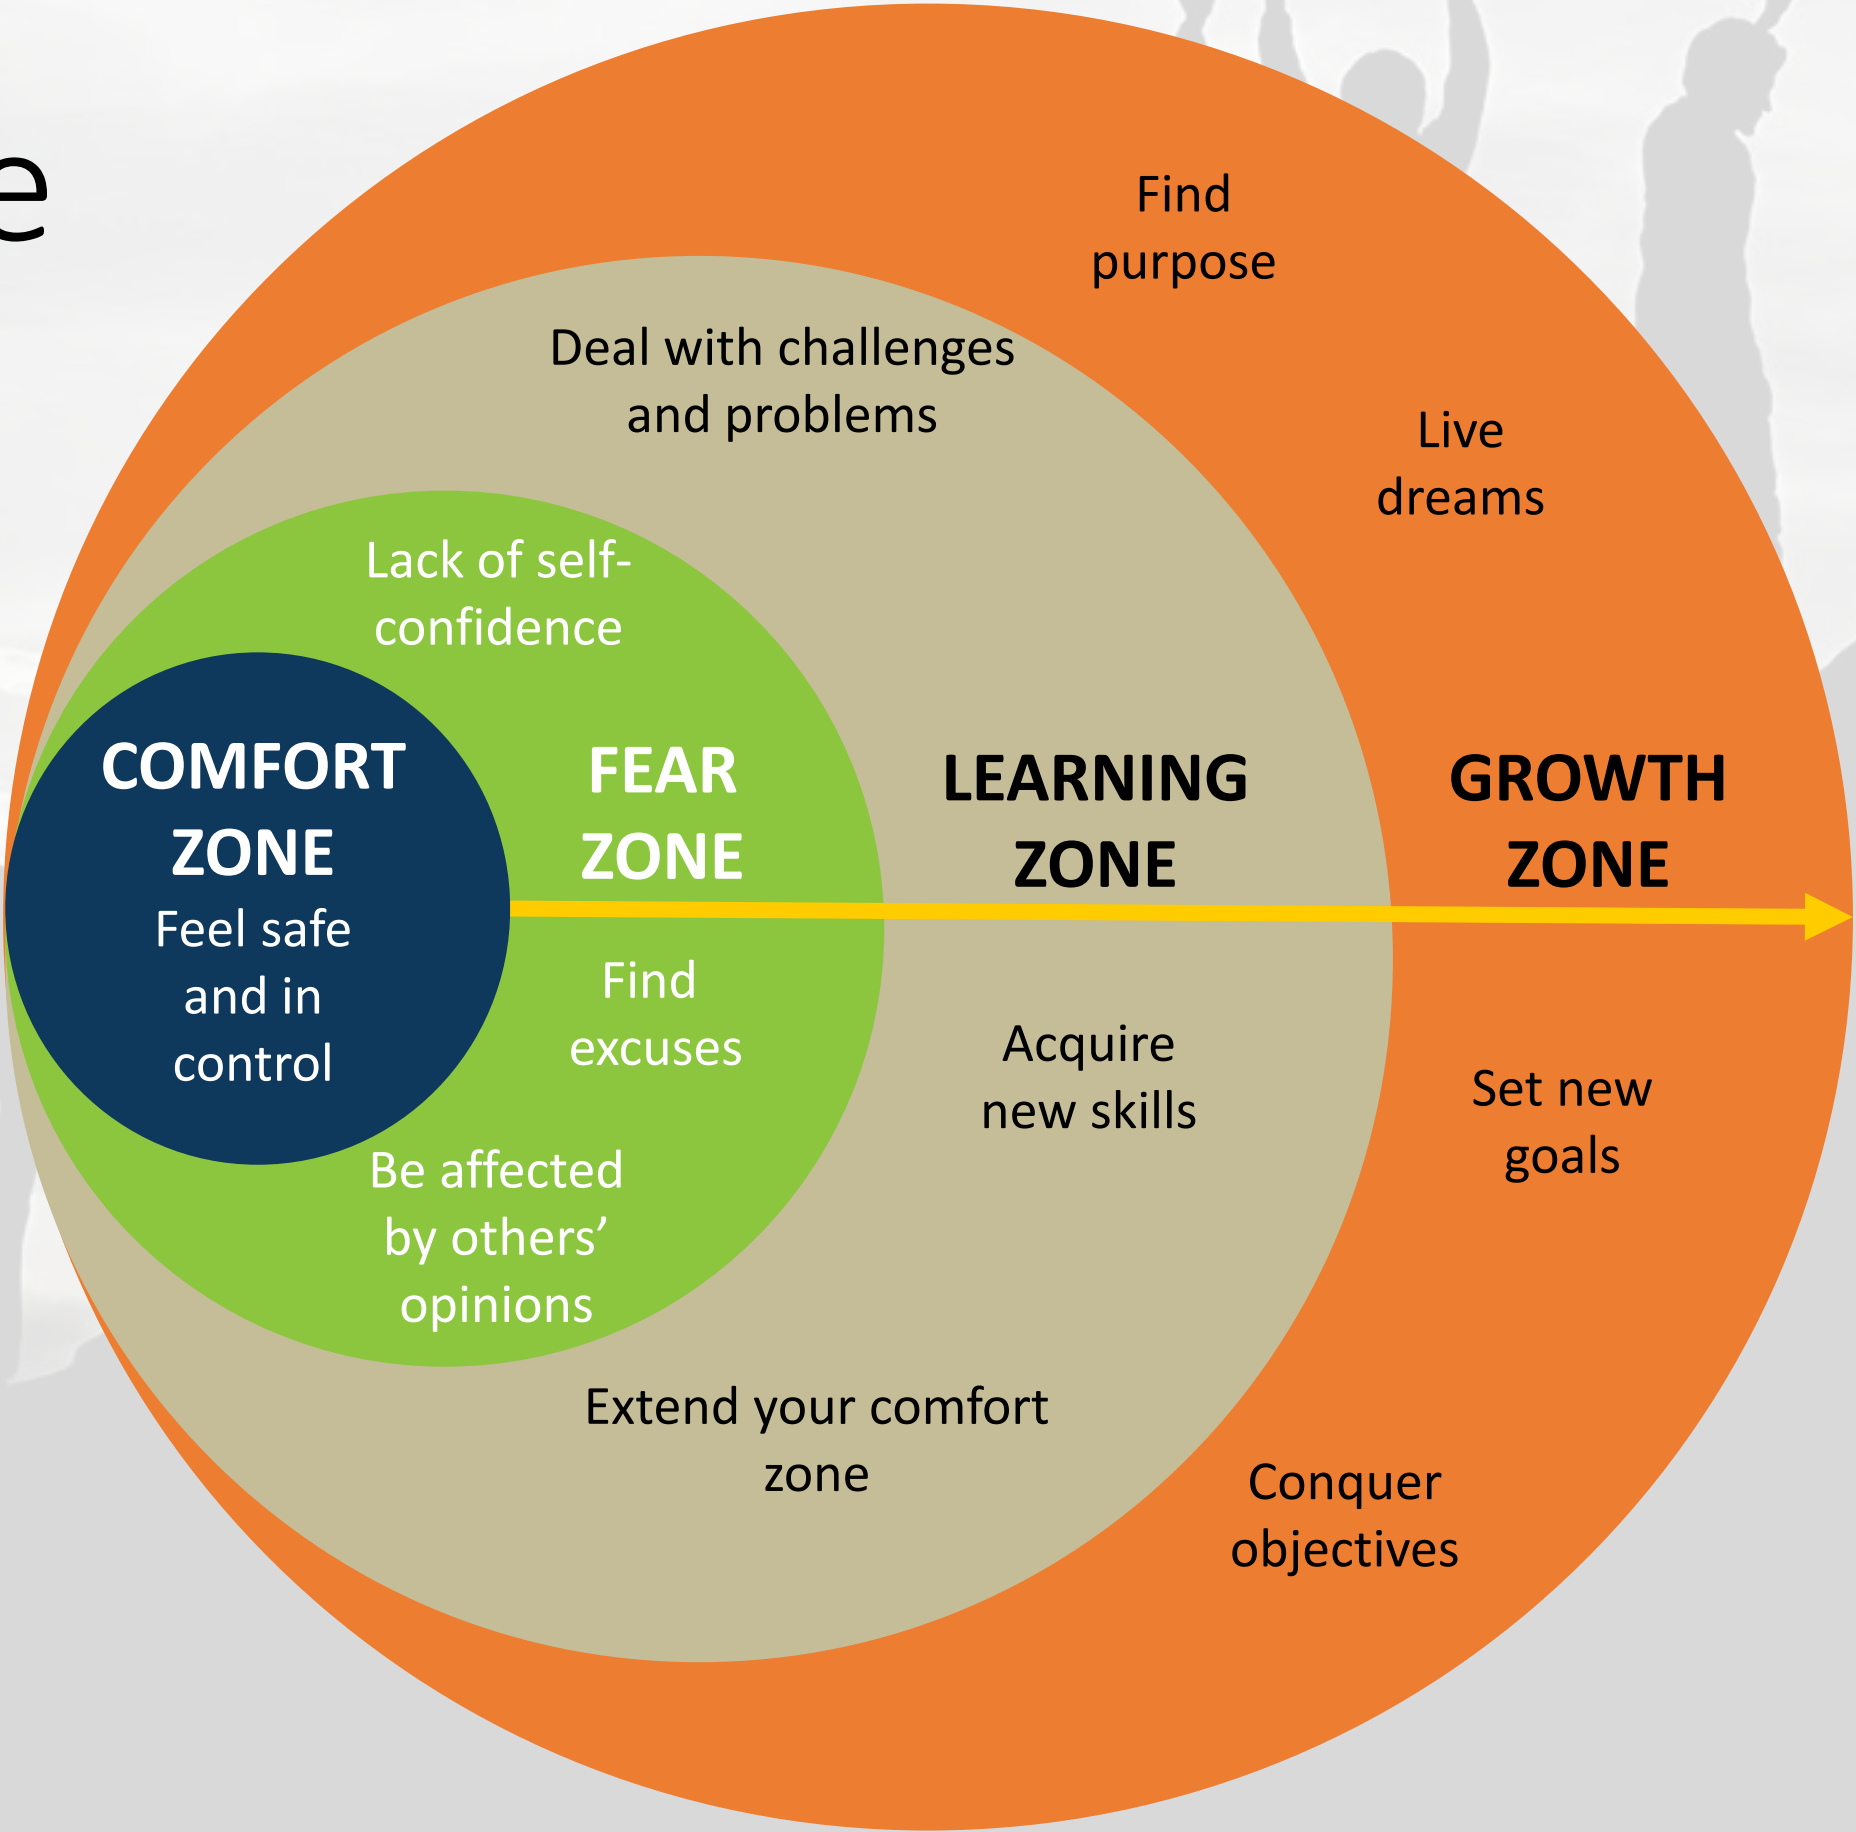 e
Find
purpose
Deal with challenges
and problems
Live
dreams
Lack of self-
confidence
COMFORT
ZONE
Feel safe
and in
control
FEAR
ZONE
LEARNING
ZONE
GROWTH
ZONE
Find
excuses
Acquire
new skills
Set new
goals
Be affected
by others’
opinions
Extend your comfort
zone
Conquer
objectives